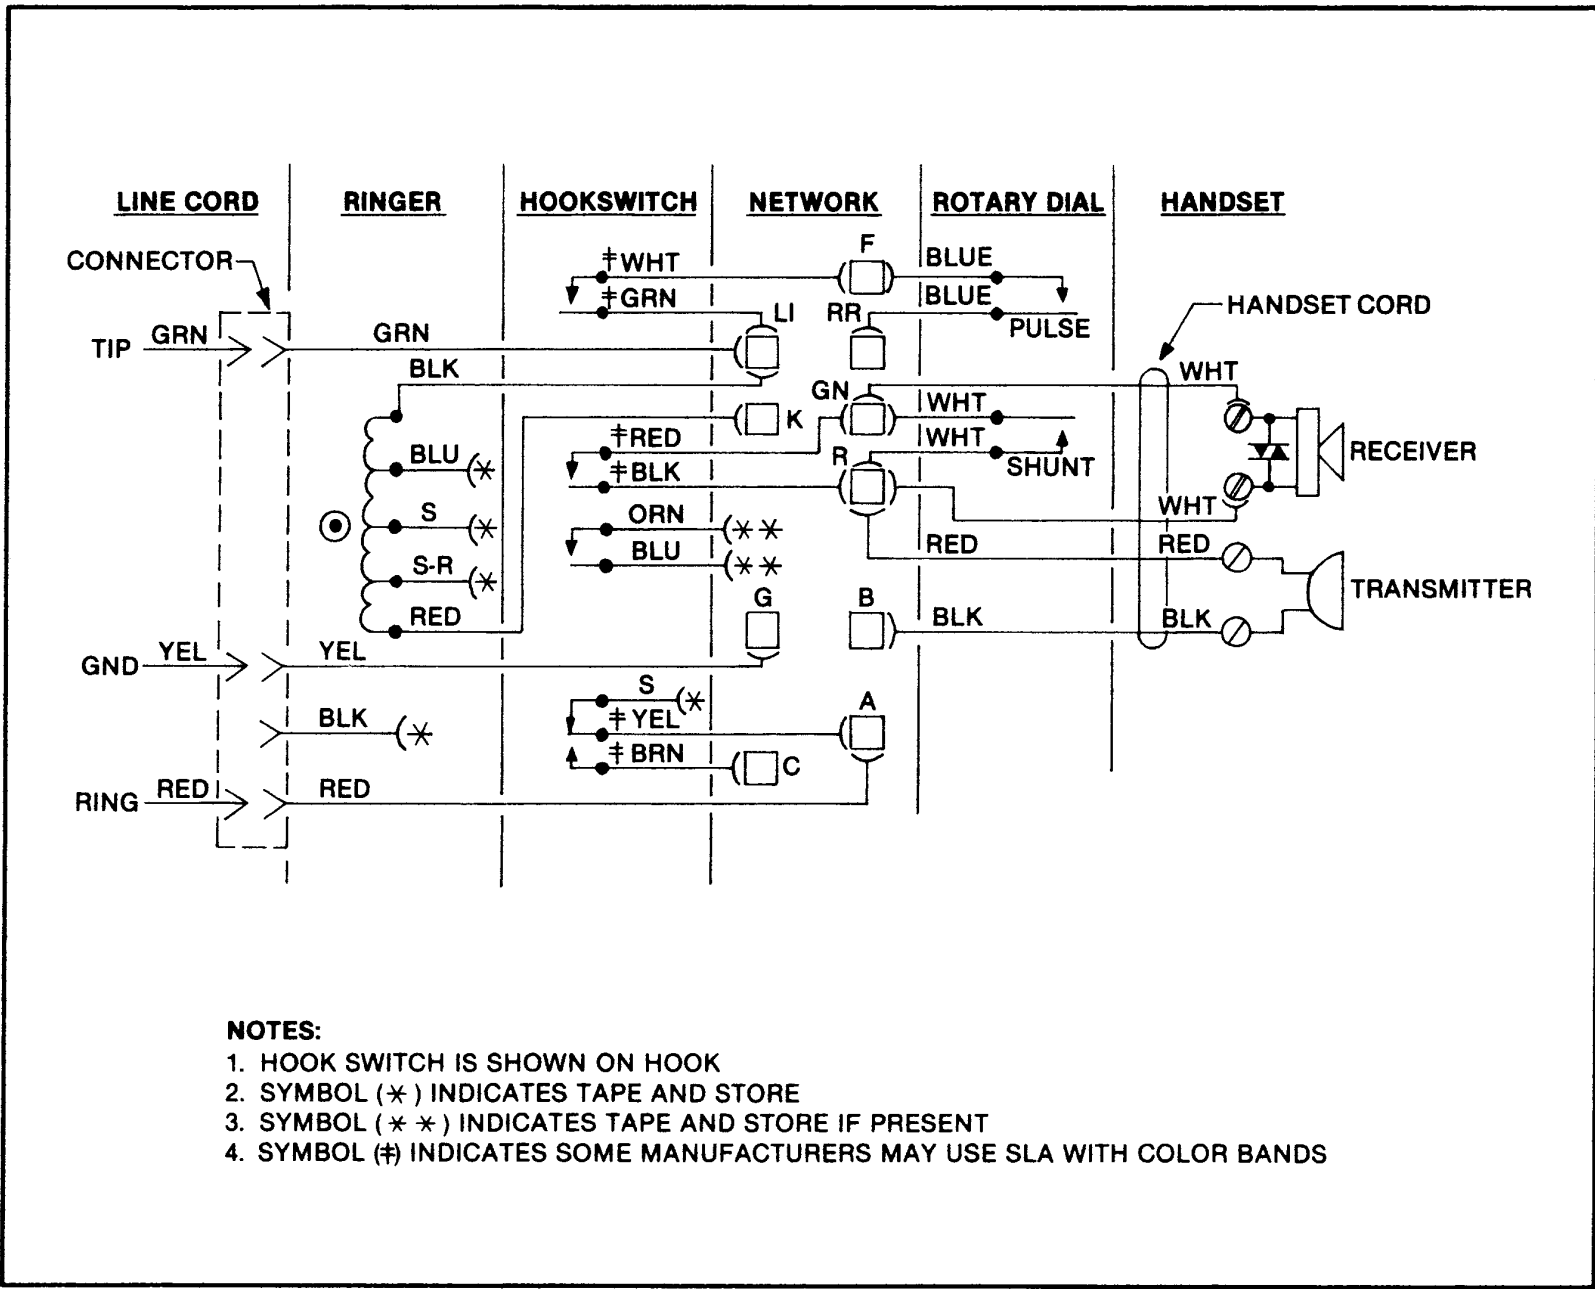 LINE CORD RINGER HOOKSWITCH NETWORK ROTARY DIAL HANDSET
CONNECTOR
‡WHT F BLUE
‡GRN LI RR BLUE PULSE
HANDSET CORD
TIP GRN GRN
BLK GN WHT WHT
K
‡RED WHT
BLU R SHUNT RECEIVER
‡BLK
S ORN (* *) WHT
BLU (* *)
RED RED
S-R TRANSMITTER
RED G B BLK BLK
GND YEL YEL
S (*) A
BLK (*) ‡YEL
‡BRN C
RING RED RED
NOTES:
1. HOOK SWITCH IS SHOWN ON HOOK
2. SYMBOL (*) INDICATES TAPE AND STORE
3. SYMBOL (* *) INDICATES TAPE AND STORE IF PRESENT
4. SYMBOL (‡) INDICATES SOME MANUFACTURERS MAY USE SLA WITH COLOR BANDS